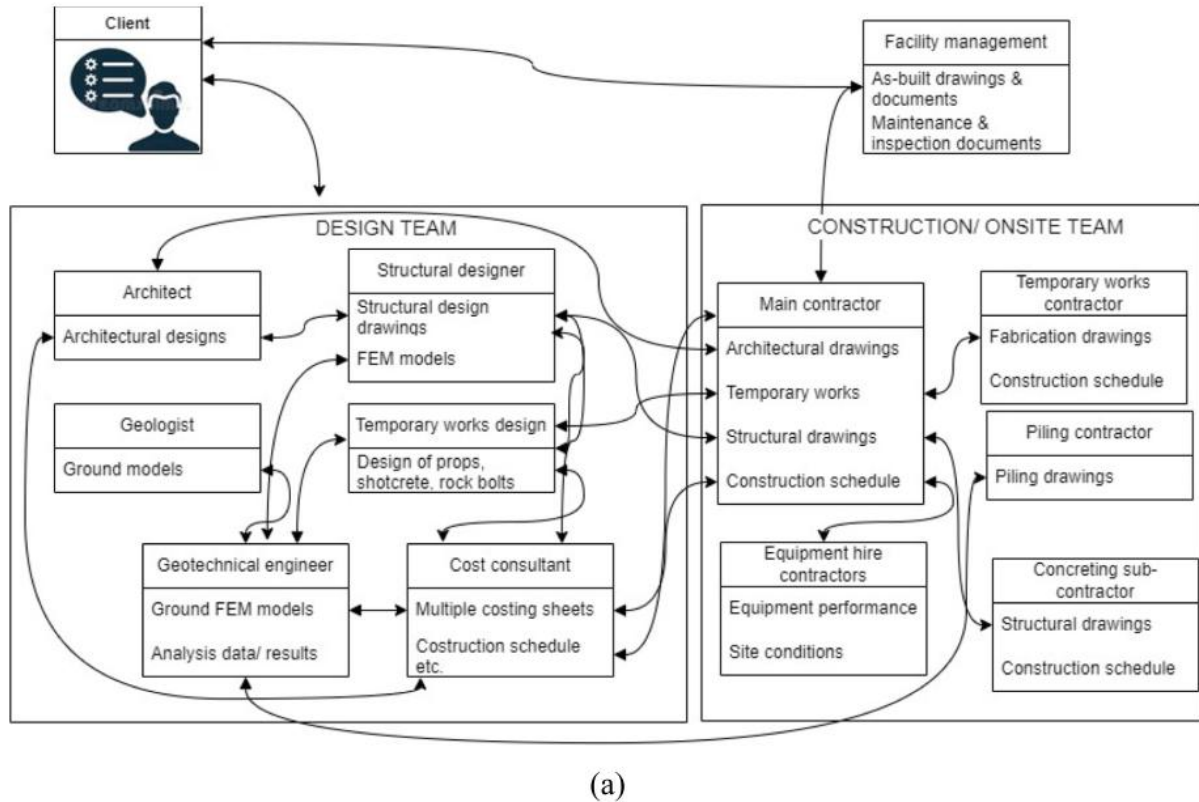 Client
Facility management
As-built drawings &
documents
Maintenance &
inspection documents
DESIGN TEAM
Architect
Architectural designs
Structural designer
Structural design
drawings
FEM models
Geologist
Ground models
Temporary works design
Design of props,
shotcrete, rock bolts
Geotechnical engineer
Ground FEM models
Analysis data/ results
Cost consultant
Multiple costing sheets
Costruction schedule
etc.
CONSTRUCTION/ ONSITE TEAM
Main contractor
Architectural drawings
Temporary works
Structural drawings
Construction schedule
Temporary works
contractor
Fabrication drawings
Construction schedule
Piling contractor
Piling drawings
Equipment hire
contractors
Equipment performance
Site conditions
Concreting sub-
contractor
Structural drawings
Construction schedule
(a)